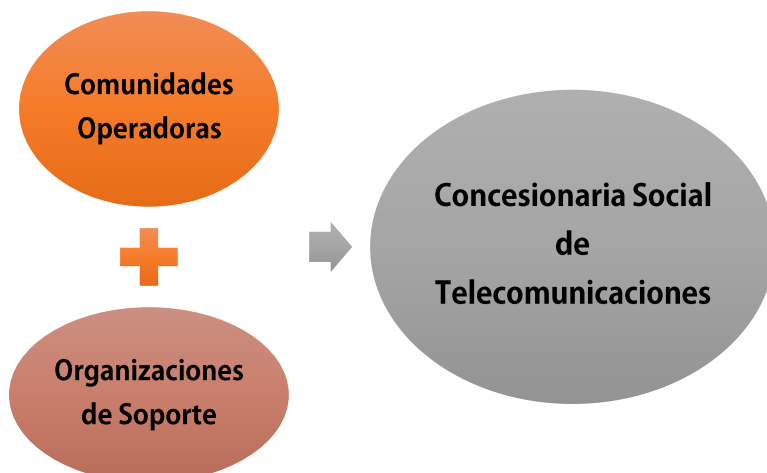 Comunidades
Operadoras
Organizaciones
de Soporte
Concesionaria Social
de
Telecomunicaciones